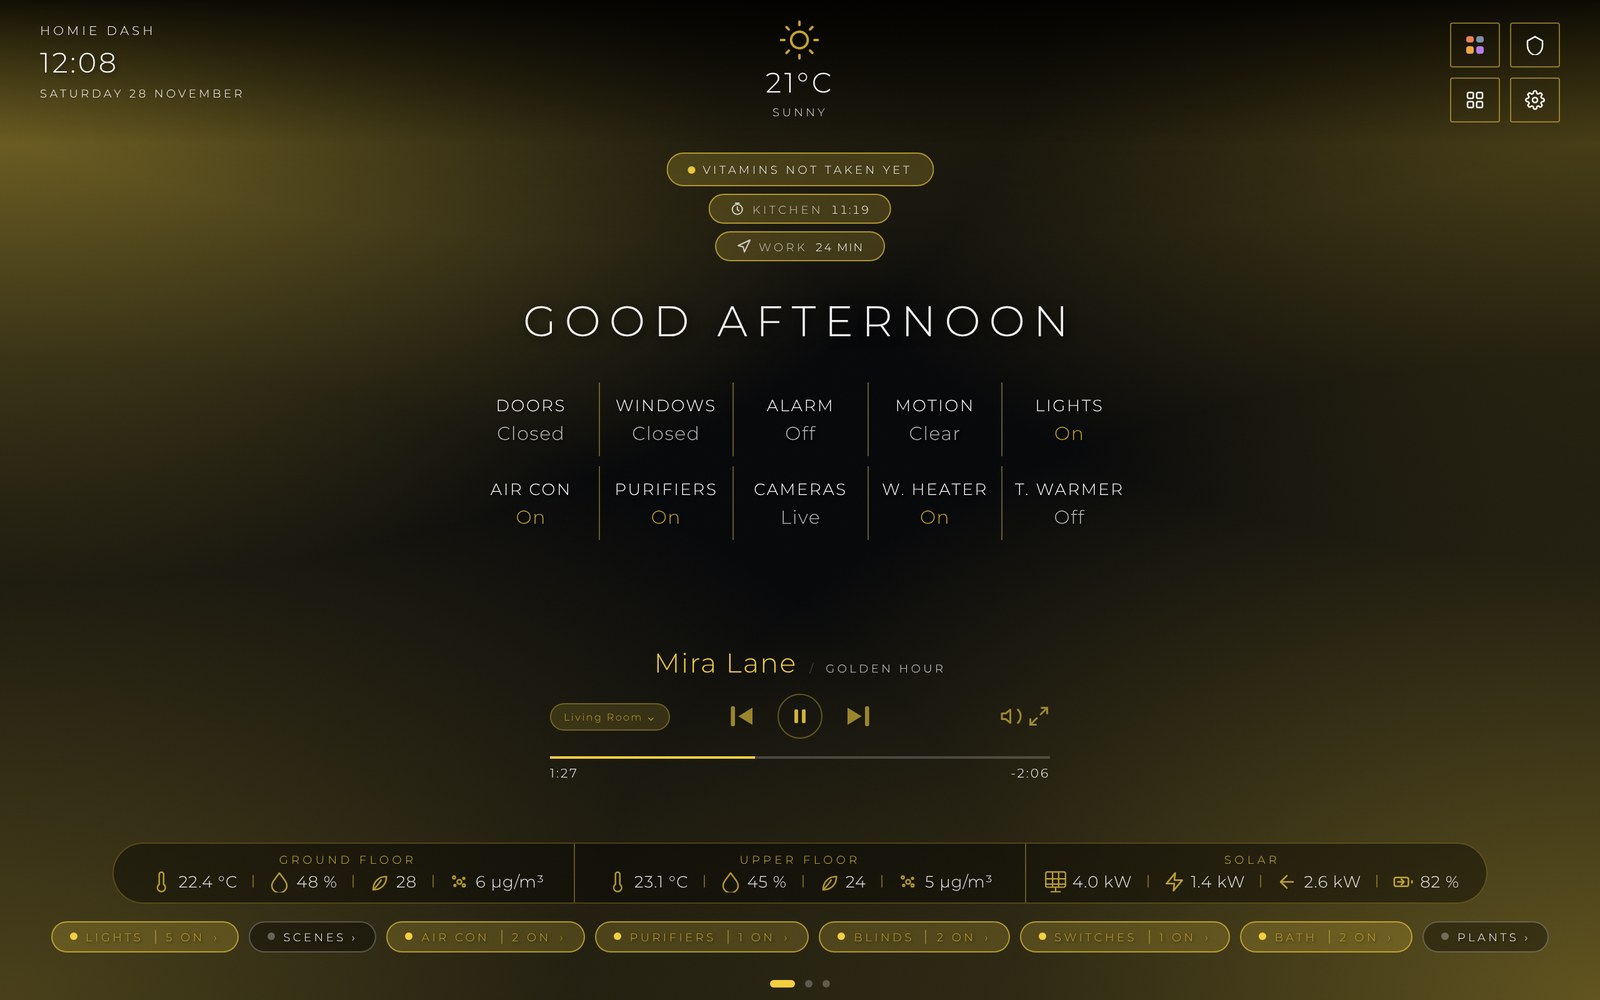 HOMIE DASH
12:08
SATURDAY 28 NOVEMBER
21°C
SUNNY
VITAMINS NOT TAKEN YET
KITCHEN 11:19
WORK 24 MIN
GOOD AFTERNOON
DOORS WINDOWS ALARM MOTION LIGHTS
Closed Closed Off Clear On
AIR CON PURIFIERS CAMERAS W. HEATER T. WARMER
On On Live On Off
Mira Lane / GOLDEN HOUR
Living Room
1:27 -2:06
GROUND FLOOR UPPER FLOOR SOLAR
22.4 °C 48 % 28 6 µg/m³ 23.1 °C 45 % 24 5 µg/m³ 4.0 kW 1.4 kW 2.6 kW 82 %
LIGHTS | 5 ON › SCENES › AIR CON | 2 ON › PURIFIERS | 1 ON › BLINDS | 2 ON › SWITCHES | 1 ON › BATH | 2 ON › PLANTS ›